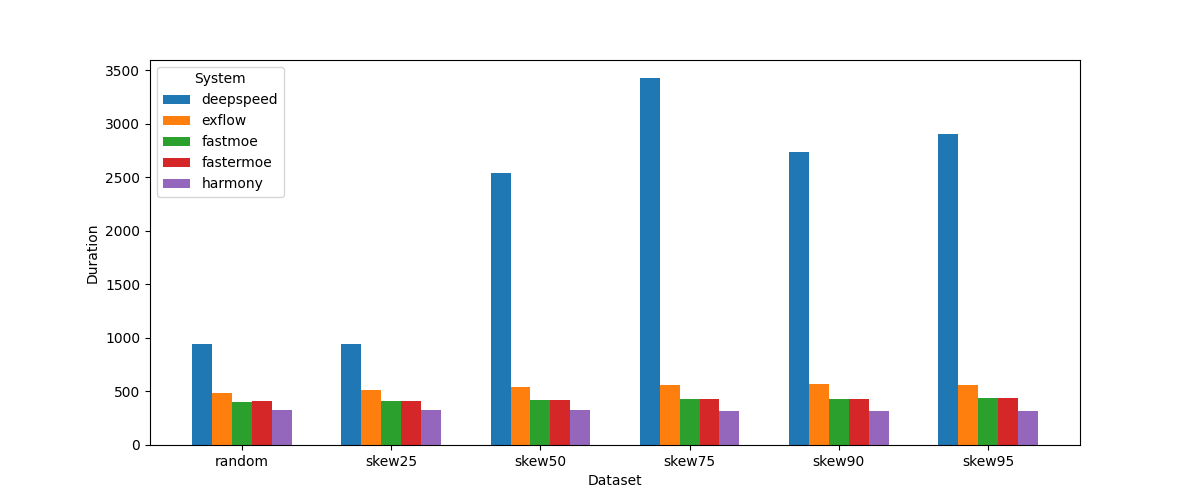 System
deepspeed
exflow
fastmoe
fastermoe
harmony
Duration
3500
3000
2500
2000
1500
1000
500
0
random skew25 skew50 skew75 skew90 skew95
Dataset